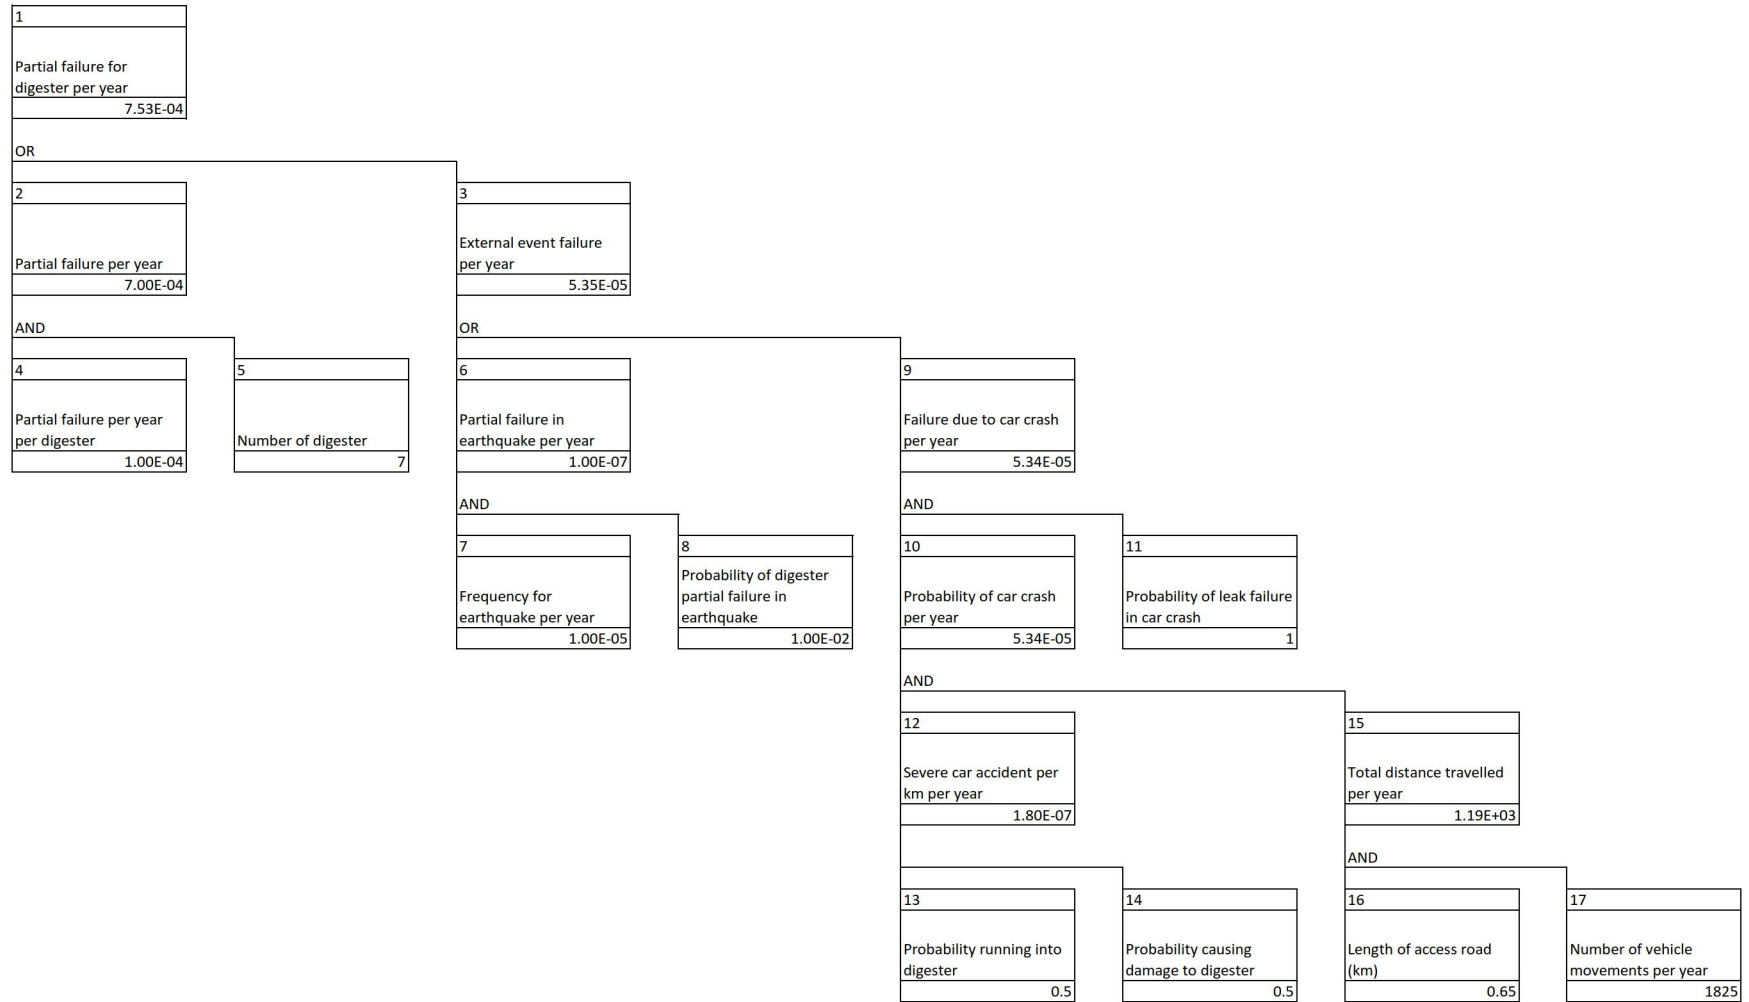 1
Partial failure for
digester per year
7.53E-04
OR
2
Partial failure per year
7.00E-04
3
External event failure
per year
5.35E-05
AND
OR
4
Partial failure per year
per digester
1.00E-04
5
Number of digester
7
6
Partial failure in
earthquake per year
1.00E-07
9
Failure due to car crash
per year
5.34E-05
AND
AND
7
Frequency for
earthquake per year
1.00E-05
8
Probability of digester
partial failure in
earthquake
1.00E-02
10
Probability of car crash
per year
5.34E-05
11
Probability of leak failure
in car crash
1
AND
12
Severe car accident per
km per year
1.80E-07
15
Total distance travelled
per year
1.19E+03
AND
13
Probability running into
digester
0.5
14
Probability causing
damage to digester
0.5
16
Length of access road
(km)
0.65
17
Number of vehicle
movements per year
1825